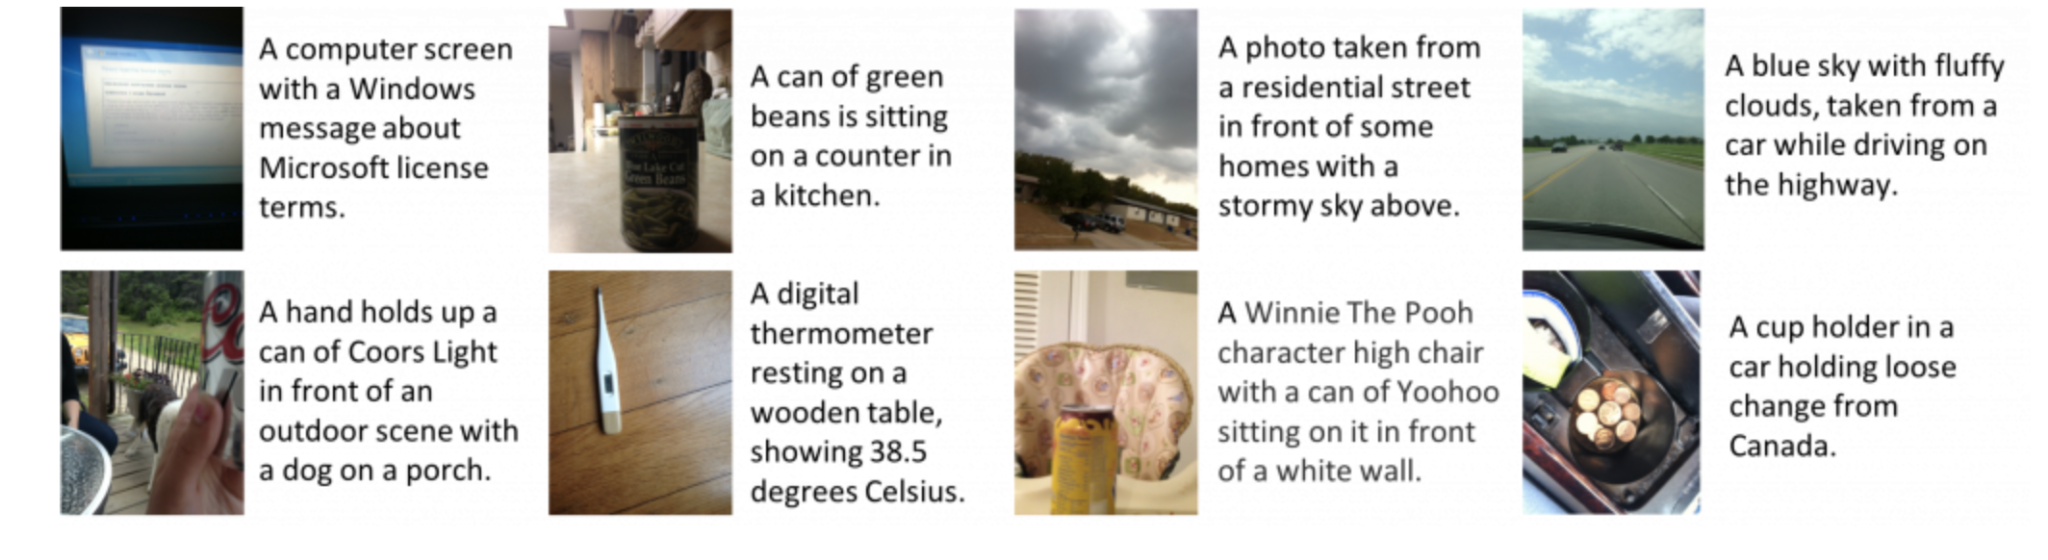 A computer screen
with a Windows
message about
Microsoft license
terms.
A can of green
beans is sitting
on a counter in
a kitchen.
Green Beans
A photo taken from
a residential street
in front of some
homes with a
stormy sky above.
A blue sky with fluffy
clouds, taken from a
car while driving on
the highway.
A hand holds up a
can of Coors Light
in front of an
outdoor scene with
a dog on a porch.
A digital
thermometer
resting on a
wooden table,
showing 38.5
degrees Celsius.
A Winnie The Pooh
character high chair
with a can of Yoohoo
sitting on it in front
of a white wall.
A cup holder in a
car holding loose
change from
Canada.